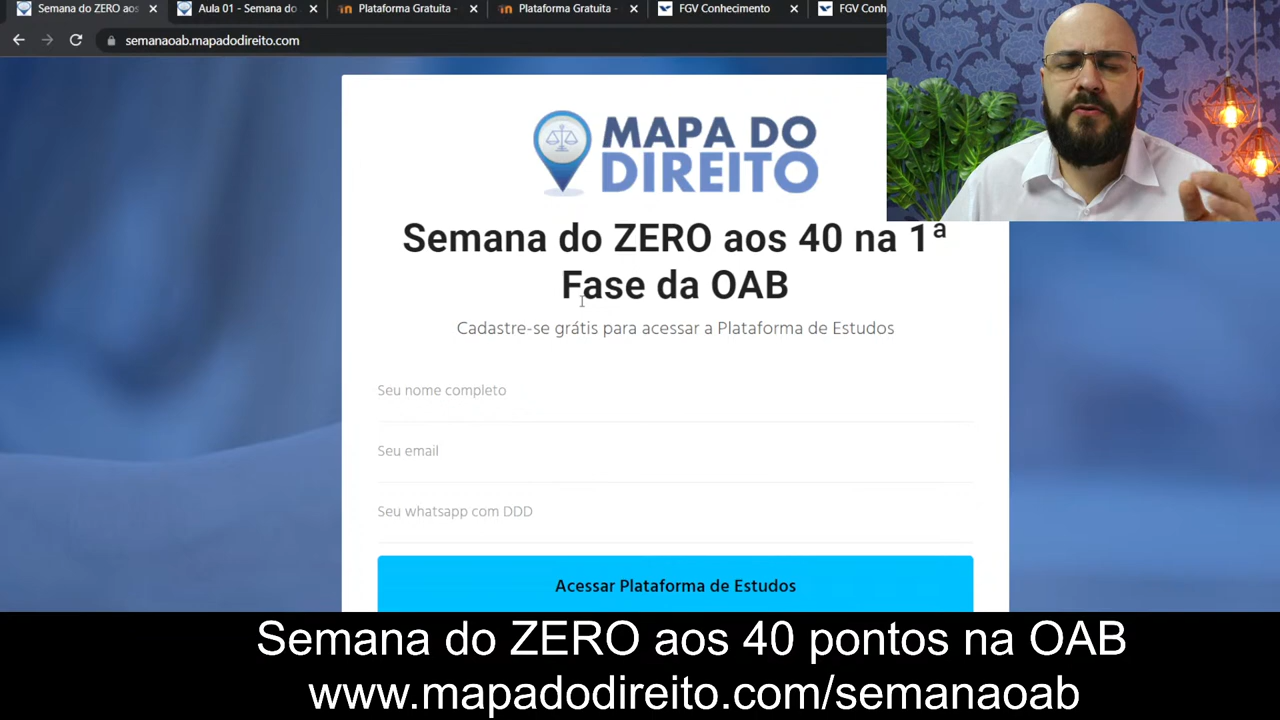 Semana do ZERO aos
Aula 01 - Semana do
Plataforma Gratuita -
Plataforma Gratuita -
FGV Conhecimento
FGV Conh
semanaoab.mapadodireito.com
MAPA DO
DIREITO
Semana do ZERO aos 40 na 1ª
Fase da OAB
Cadastre-se grátis para acessar a Plataforma de Estudos
Seu nome completo
Seu email
Seu whatsapp com DDD
Acessar Plataforma de Estudos
Semana do ZERO aos 40 pontos na OAB
www.mapadodireito.com/semanaoab